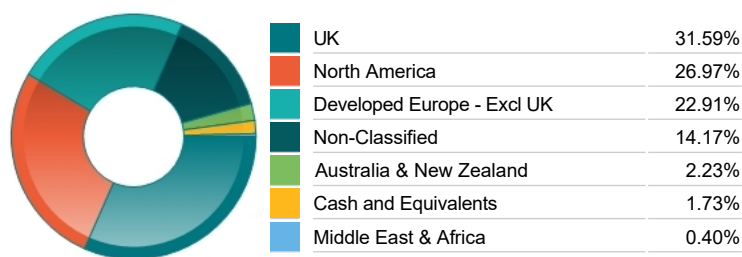 UK 31.59%
North America 26.97%
Developed Europe - Excl UK 22.91%
Non-Classified 14.17%
Australia & New Zealand 2.23%
Cash and Equivalents 1.73%
Middle East & Africa 0.40%